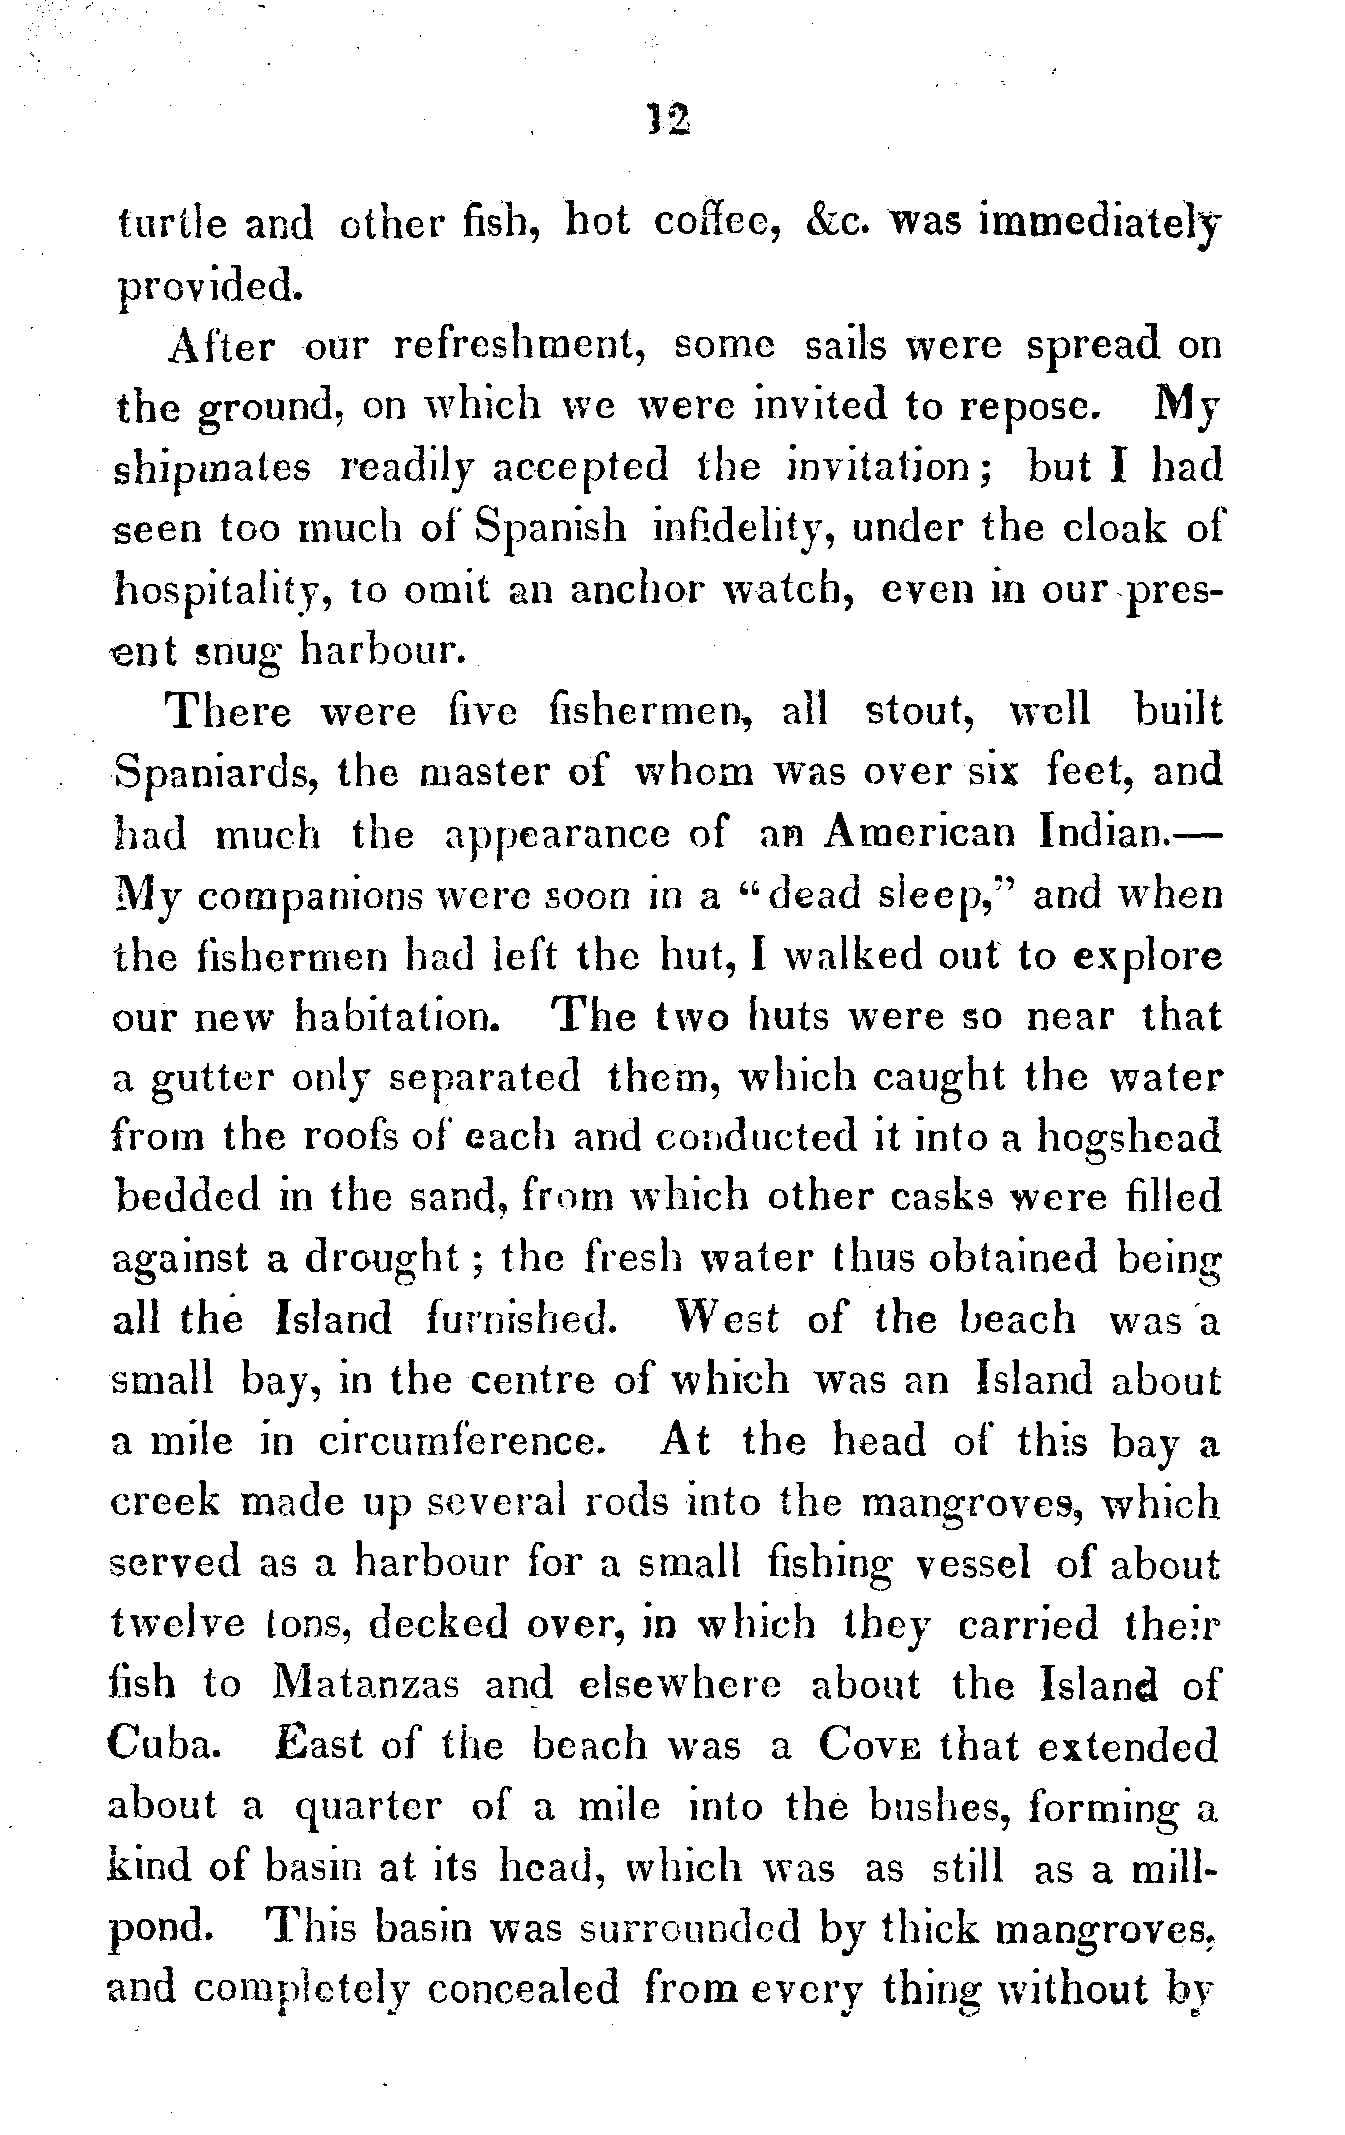 12
turtle and other fish, hot coffee, &c. was immediately
provided.
After our refreshment, some sails were spread on
the ground, on which we were invited to repose. My
shipmates readily accepted the invitation; but I had
seen too much of Spanish infidelity, under the cloak of
hospitality, to omit an anchor watch, even in our pres-
ent snug harbour.
There were five fishermen, all stout, well built
Spaniards, the master of whom was over six feet, and
had much the appearance of an American Indian.—
My companions were soon in a "dead sleep," and when
the fishermen had left the hut, I walked out to explore
our new habitation. The two huts were so near that
a gutter only separated them, which caught the water
from the roofs of each and conducted it into a hogshead
bedded in the sand, from which other casks were filled
against a drought; the fresh water thus obtained being
all the Island furnished. West of the beach was a
small bay, in the centre of which was an Island about
a mile in circumference. At the head of this bay a
creek made up several rods into the mangroves, which
served as a harbour for a small fishing vessel of about
twelve tons, decked over, in which they carried their
fish to Matanzas and elsewhere about the Island of
Cuba. East of the beach was a COVE that extended
about a quarter of a mile into the bushes, forming a
kind of basin at its head, which was as still as a mill-
pond. This basin was surrounded by thick mangroves,
and completely concealed from every thing without by